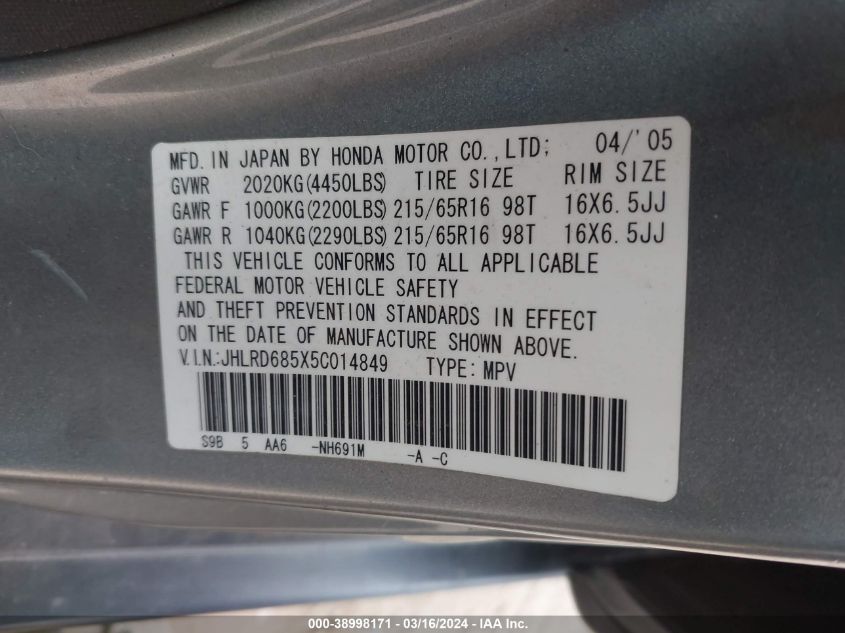 MFD. IN JAPAN BY HONDA MOTOR CO.,LTD; 04/'05
GVWR 2020KG(4450LBS) TIRE SIZE RIM SIZE
GAWR F 1000KG(2200LBS) 215/65R16 98T 16X6.5JJ
GAWR R 1040KG(2290LBS) 215/65R16 98T 16X6.5JJ
THIS VEHICLE CONFORMS TO ALL APPLICABLE
FEDERAL MOTOR VEHICLE SAFETY
AND THEFT PREVENTION STANDARDS IN EFFECT
ON THE DATE OF MANUFACTURE SHOWN ABOVE.
V.I.N.:JHLRD685X5C014849 TYPE: MPV
S9B 5 AA6 -NH691M -A -C
000-38998171 - 03/16/2024 - IAA Inc.